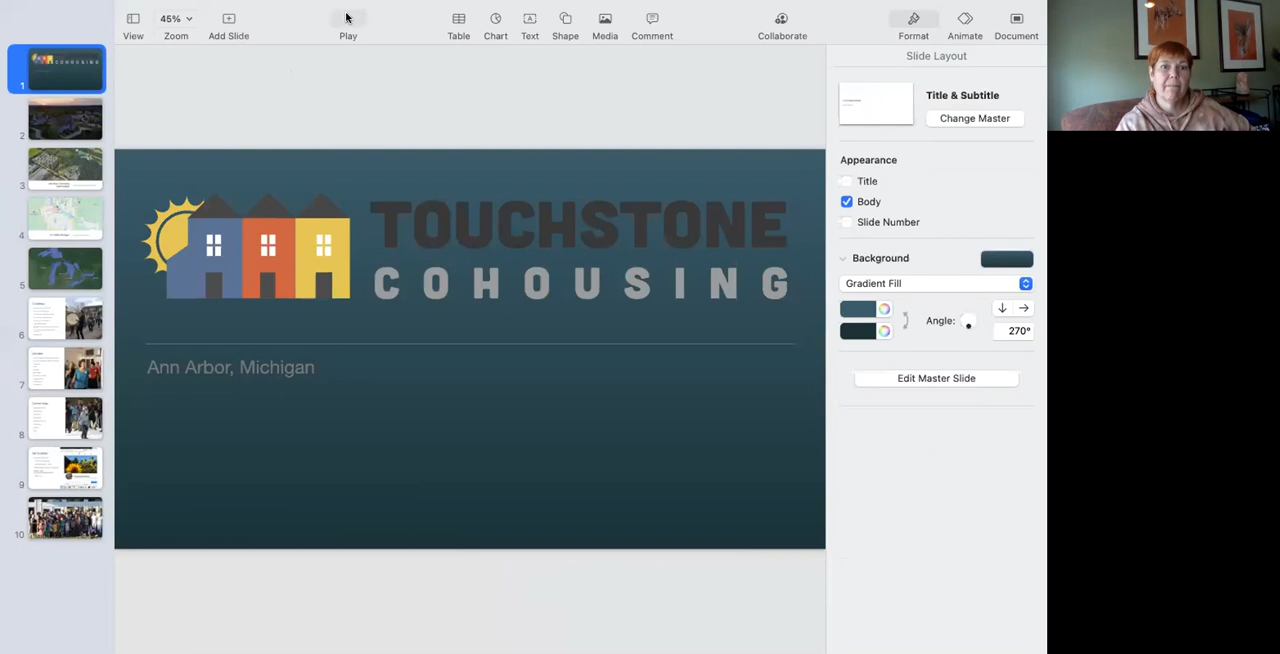 View
45%
Zoom
Add Slide
Play
Table
Chart
Text
Shape
Media
Comment
Collaborate
Format
Animate
Document
1
2
3
4
5
6
7
8
9
10
TOUCHSTONE
COHOUSING
Ann Arbor, Michigan
Slide Layout
Title & Subtitle
Change Master
Appearance
Title
Body
Slide Number
Background
Gradient Fill
Angle:
270°
Edit Master Slide